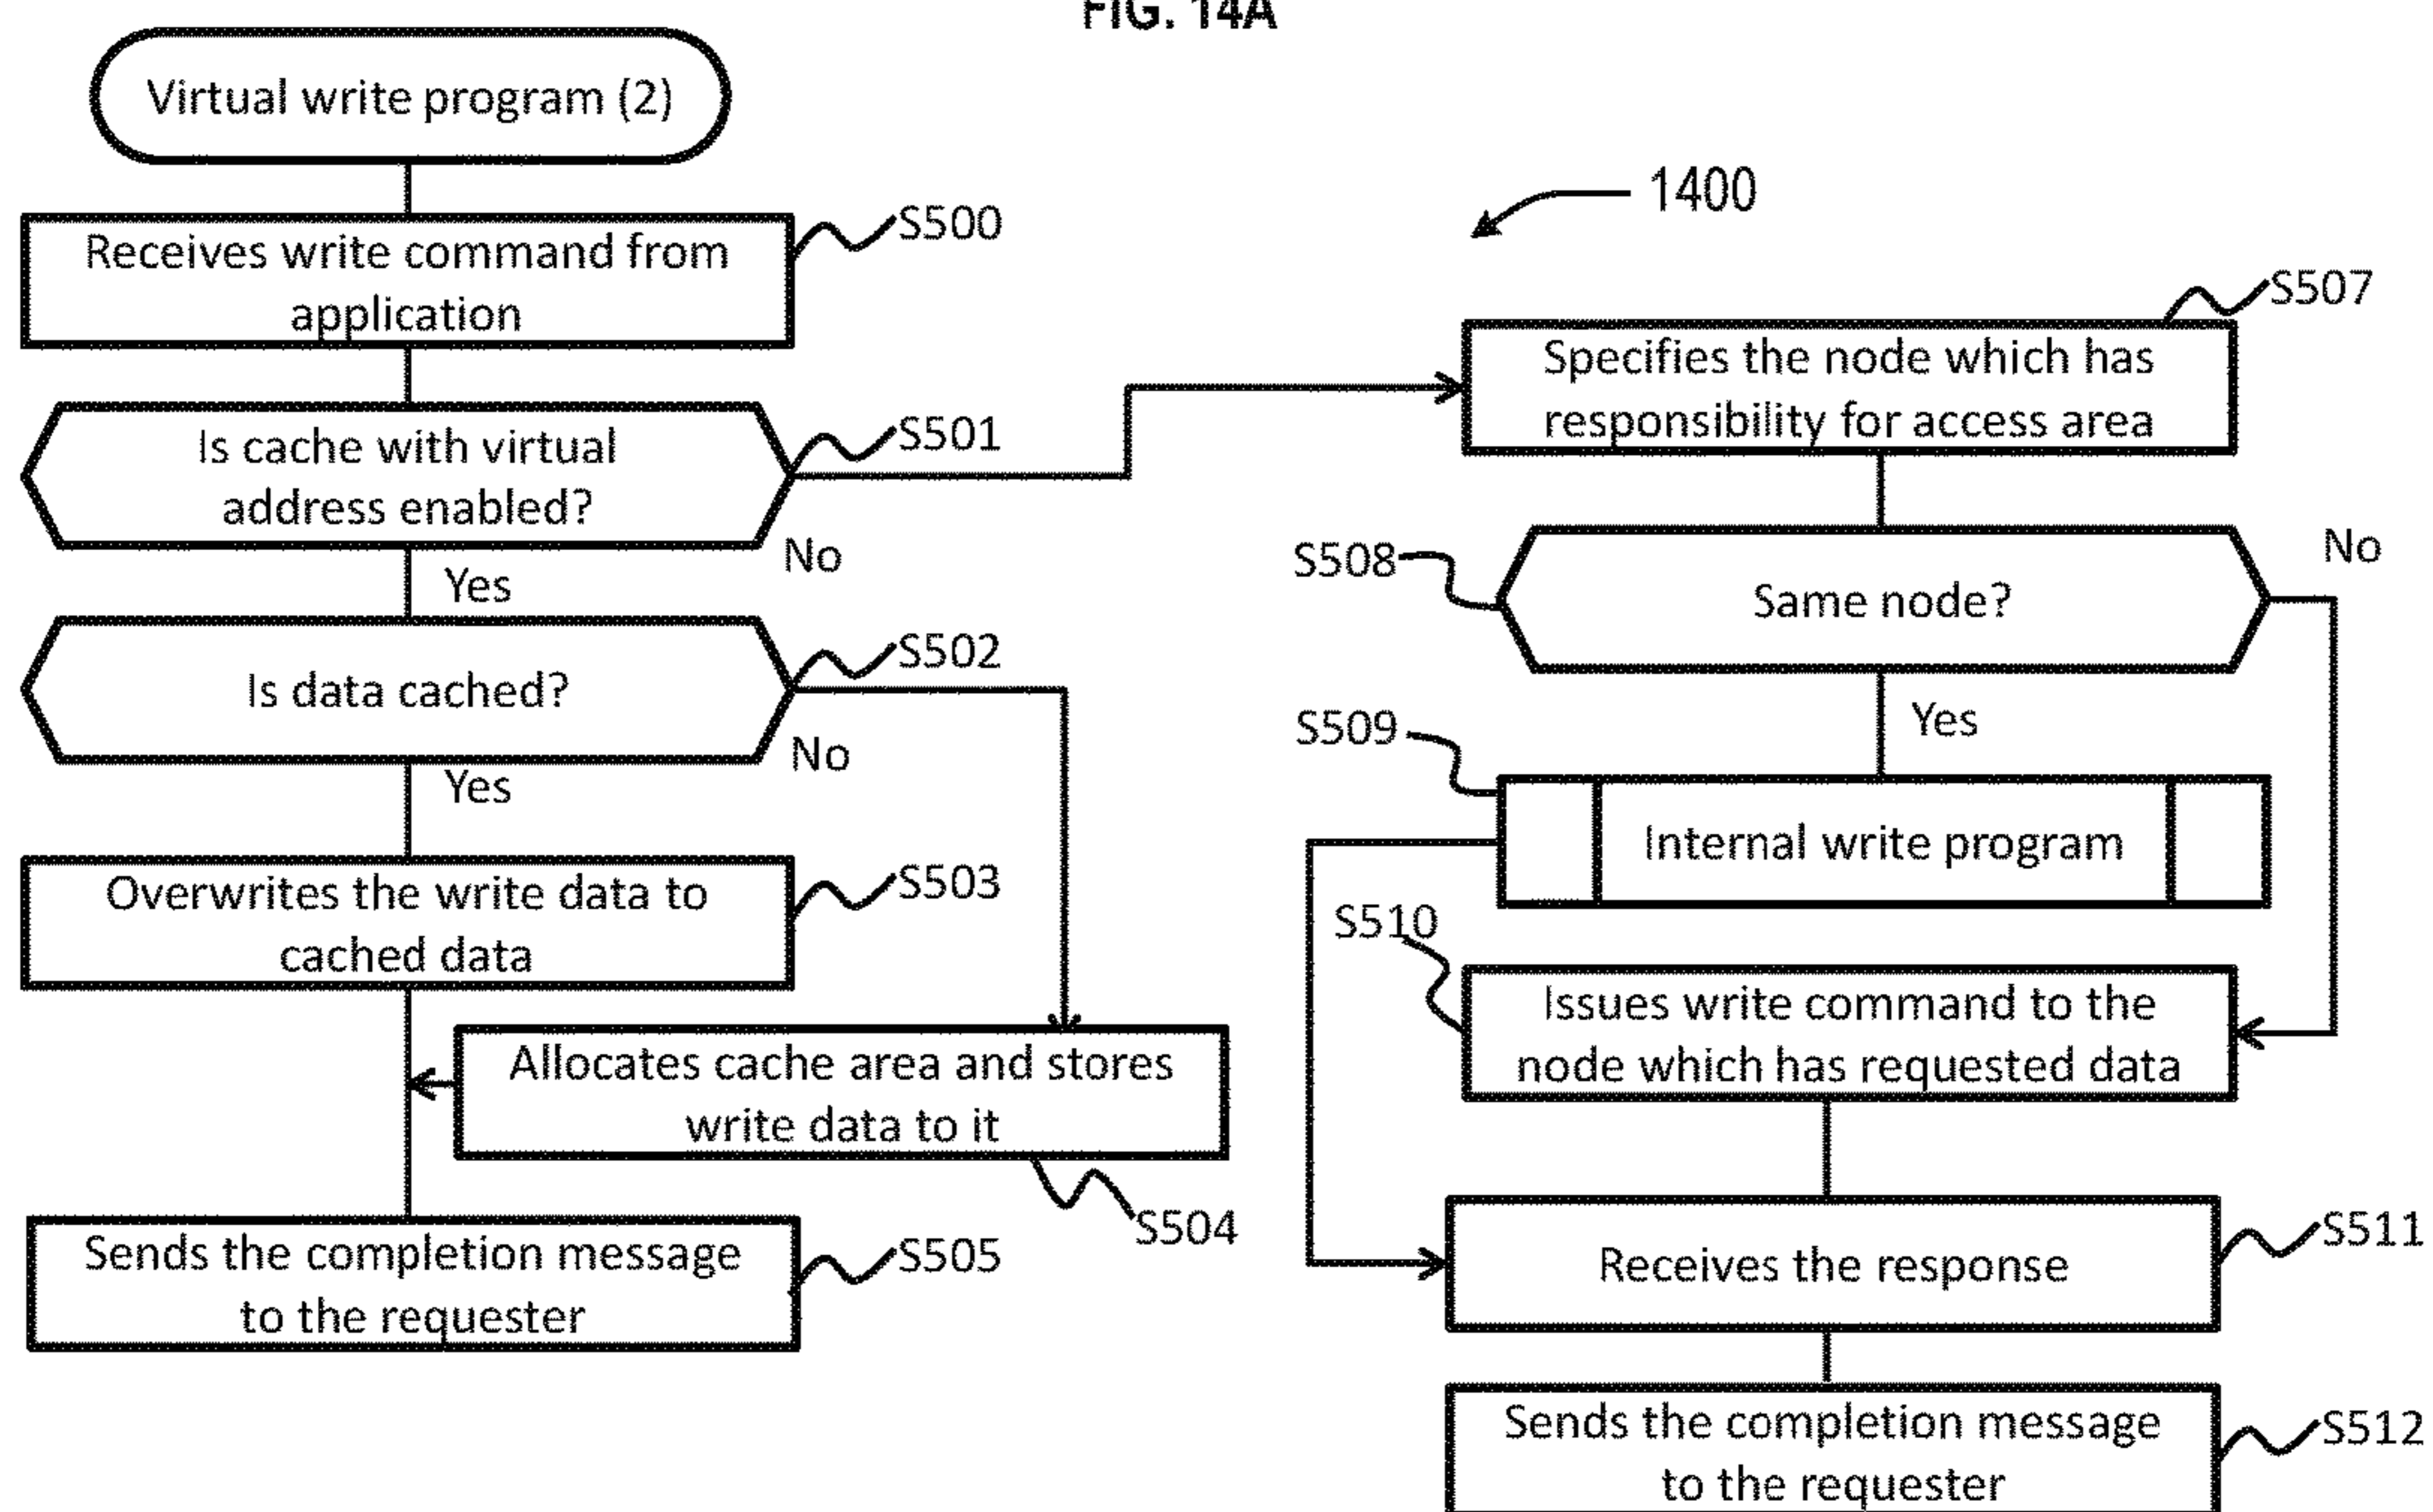 FIG. 14A
Virtual write program (2)
1400
S500
Receives write command from
application
S507
Specifies the node which has
responsibility for access area
S501
Is cache with virtual
address enabled?
No
Yes
S508
Same node?
No
Yes
S502
Is data cached?
No
Yes
S509
Internal write program
S503
Overwrites the write data to
cached data
S510
Issues write command to the
node which has requested data
Allocates cache area and stores
write data to it
S504
S505
Sends the completion message
to the requester
S511
Receives the response
S512
Sends the completion message
to the requester